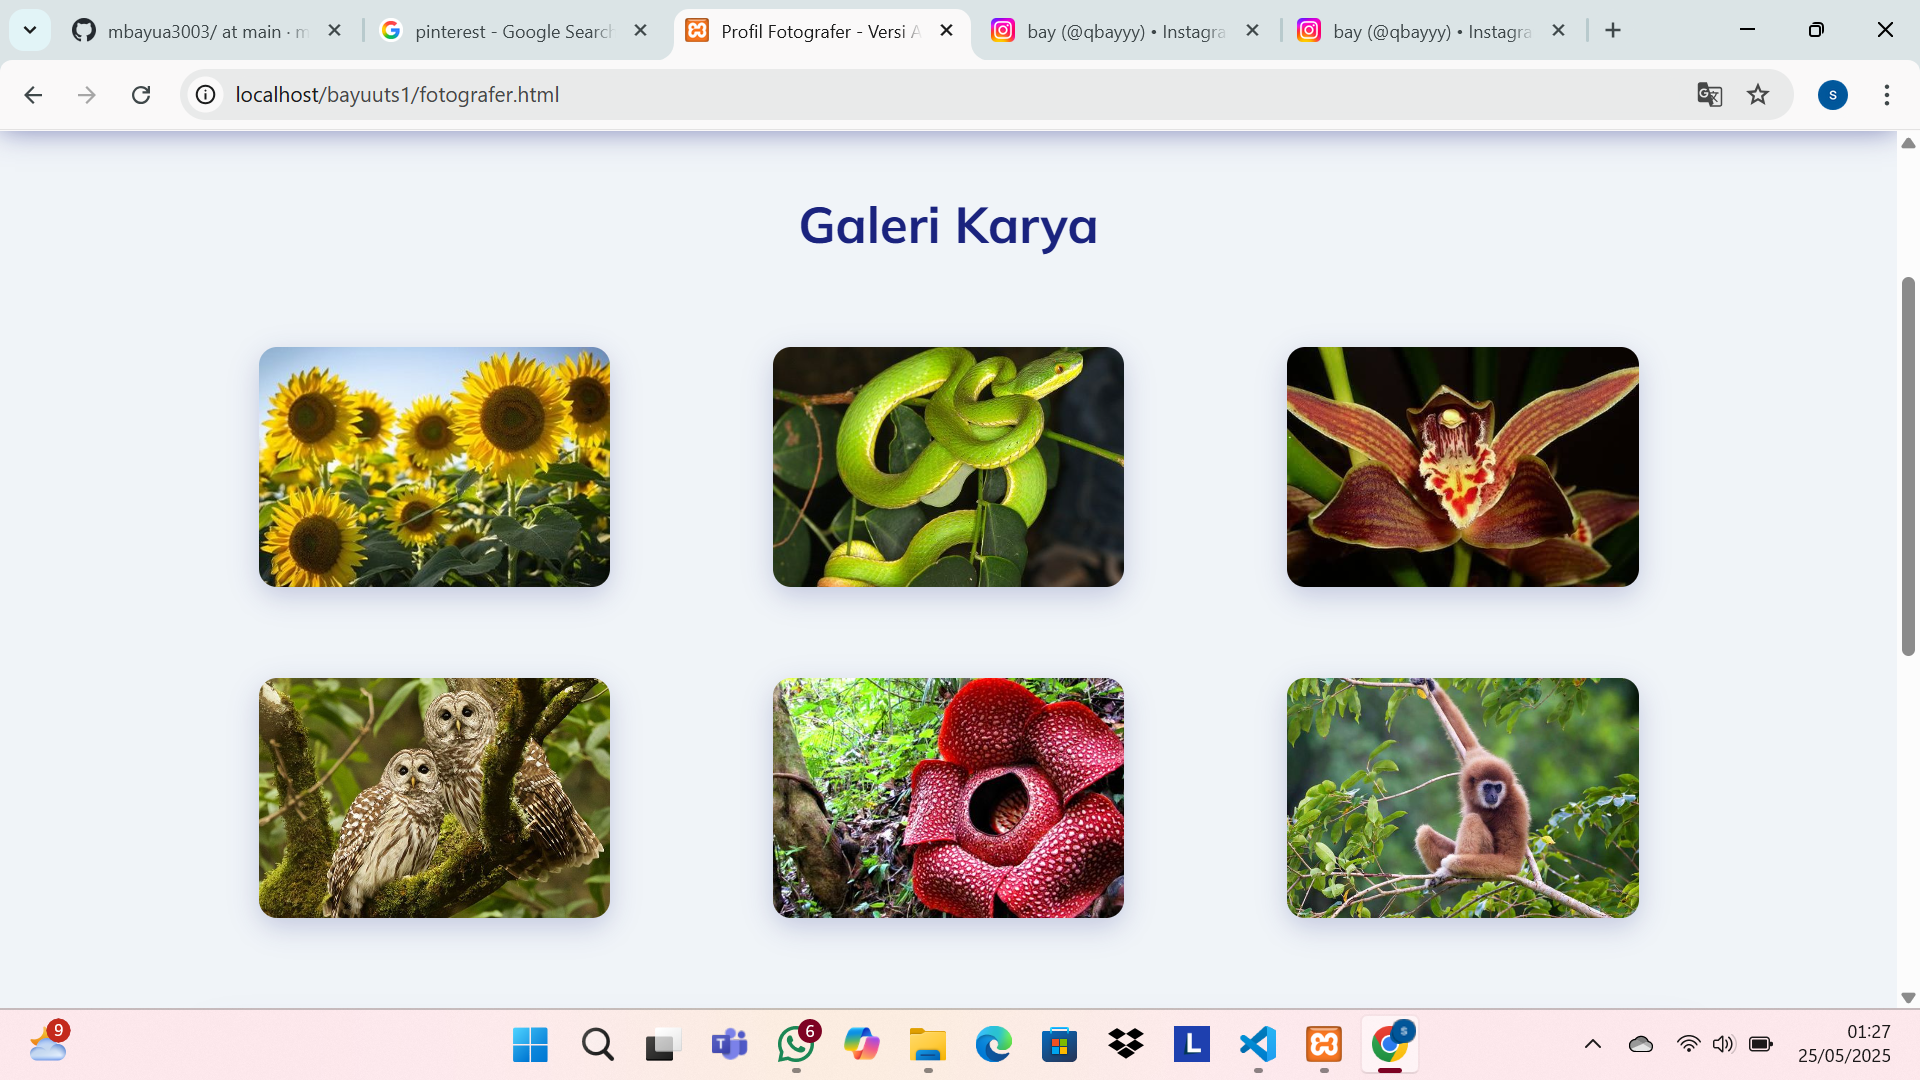 mbayua3003/ at main · m
pinterest - Google Search
Profil Fotografer - Versi A
bay (@qbayyy) • Instagra
bay (@qbayyy) • Instagra
localhost/bayuuts1/fotografer.html
s
Galeri Karya
9
T
6
L
s
01:27
25/05/2025